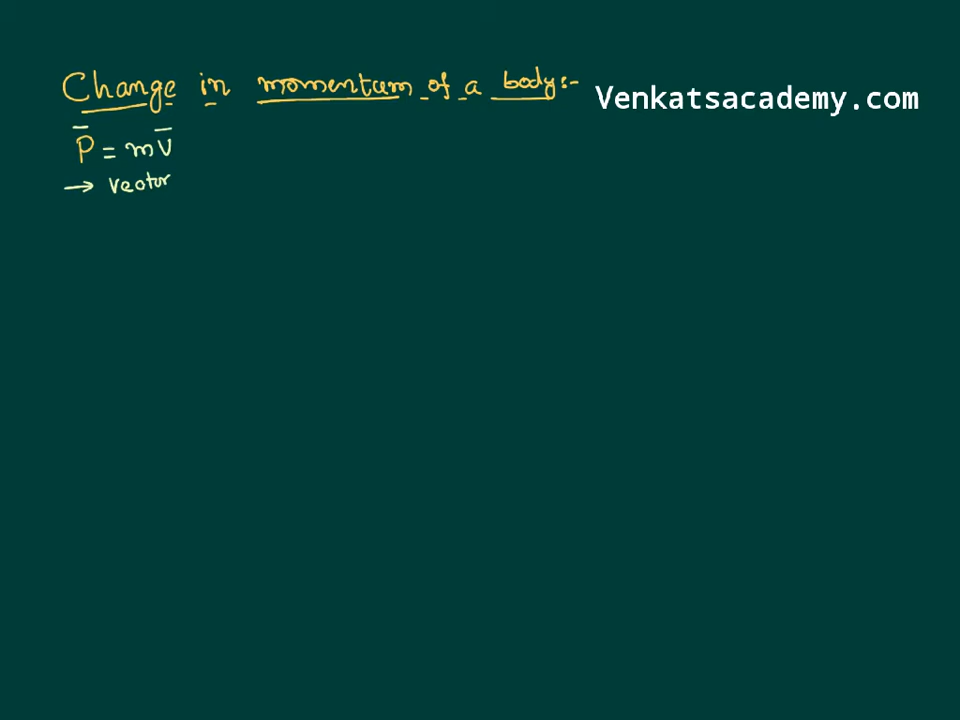 Change in momentum of a body:-
Venkatsacademy.com
P̅ = mv̅
→ vector